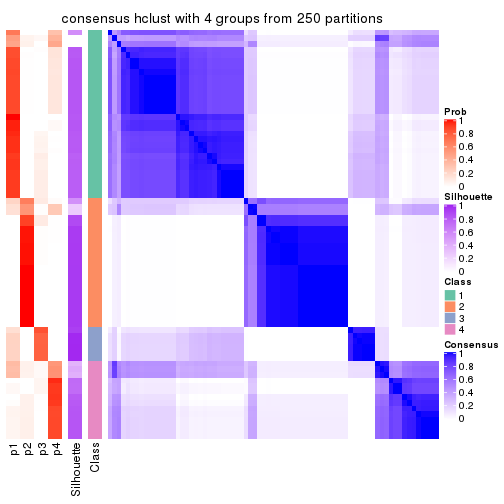 consensus hclust with 4 groups from 250 partitions
Prob
1
0.8
0.6
0.4
0.2
0
Silhouette
1
0.8
0.6
0.4
0.2
0
Class
1
2
3
4
Consensus
1
0.8
0.6
0.4
0.2
0
p1
p2
p3
p4
Silhouette
Class